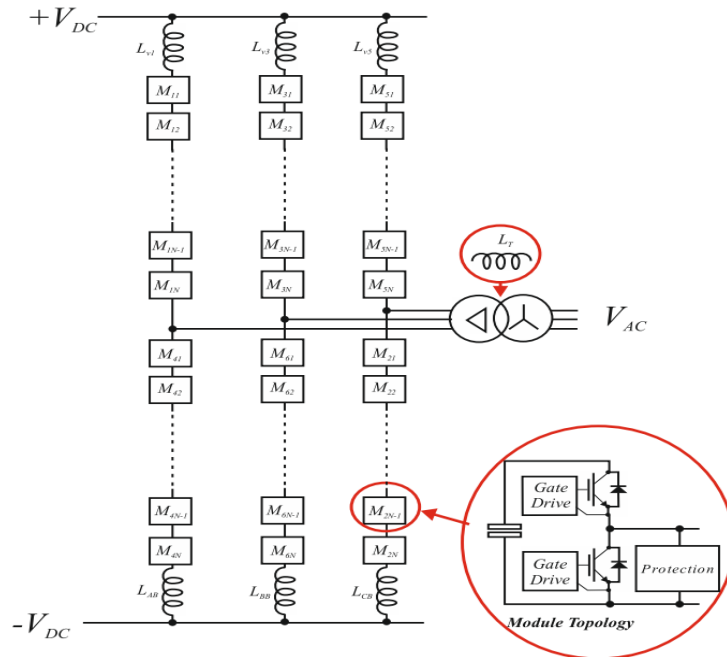 +V_DC
L_v1 L_v3 L_v5
M_11 M_31 M_51
M_12 M_32 M_52
M_1N-1 M_3N-1 M_5N-1
L_T
M_1N M_3N M_5N
V_AC
M_41 M_61 M_21
M_42 M_62 M_22
M_4N-1 M_6N-1 M_2N-1
M_4N M_6N M_2N
L_AB L_BB L_CB
-V_DC
Gate
Drive
Gate
Drive
Protection
Module Topology